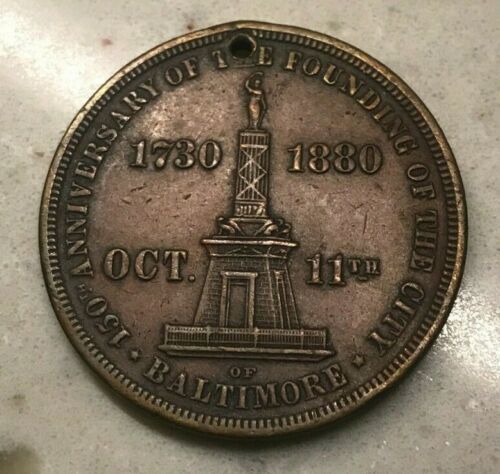 150TH ANNIVERSARY OF THE FOUNDING OF THE CITY
1730 1880
OCT. 11TH
OF
★ BALTIMORE ★